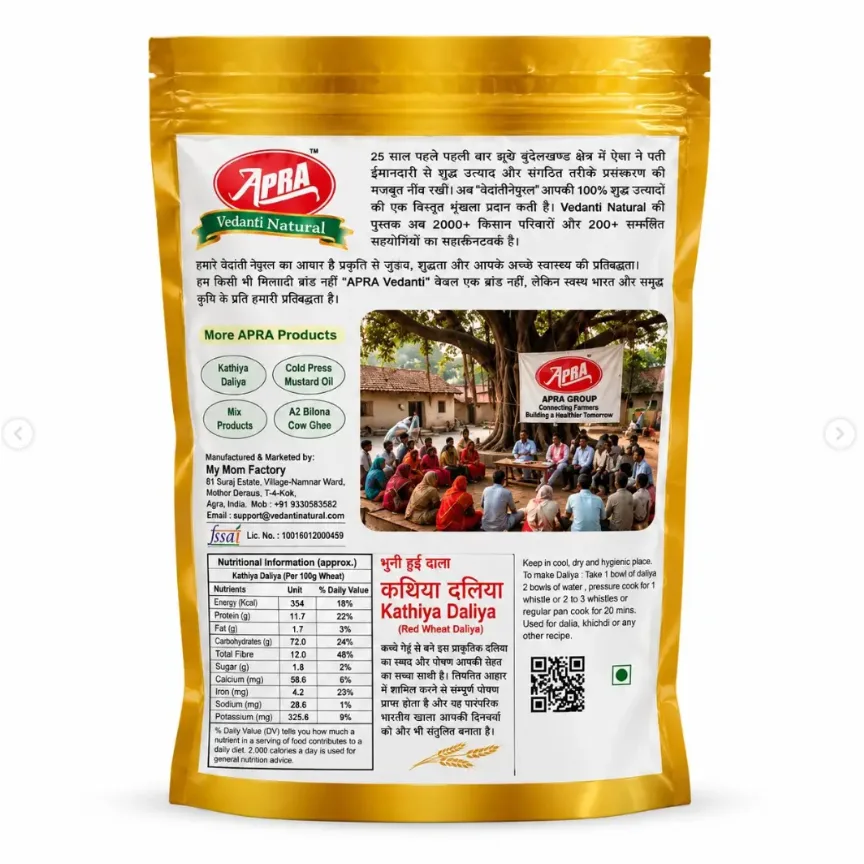 APRA
TM
Vedanti Natural
25 साल पहले पहली बार झूखे बुंदेलखण्ड क्षेत्र में ऐक्षा ने पती
ईमानदारी से शुद्ध उत्याद और संगठित तरीके प्रसंस्करण की
मजबुत नींव रखीं। अब "वेदांतीनेपुरल" आपकी 100% शुद्ध उत्यादों
की एक विस्तृत शृंखला प्रदान कती है। Vedanti Natural की
पुस्तक अब 2000+ किसान परिवारों और 200+
सहयोगियों का है।
हमारे वेदांती नेपुरल का आयार है प्रकृति से जुडाव, शुद्धता और आपके अच्छे स्वास्थ्य की प्रतिबद्धता।
हम किसी भी मिलाादी ब्रांड नहीं "APRA Vedanti" वेबल एक ब्रांड नहीं, लेकिन स्वस्थ भारत और समृद्ध
कृयि के प्रति हमारी प्रतिबद्धता है।
More APRA Products
Kathiya
Daliya
Cold Press
Mustard Oil
Mix
Products
A2 Bilona
Cow Ghee
APRA
APRA GROUP
Connecting Farmers
Building a Healthier Tomorrow
Manufactured & Marketed by:
My Mom Factory
81 Suraj Estate, Village-Namnar Ward,
Mothor Deraus, T-4-Kok,
Agra, India. Mob : +91 9330583582
Email : support@vedantinatural.com
fssai Lic. No. : 10016012000459
Nutritional Information (approx.)
Kathiya Daliya (Per 100g Wheat)
Nutrients Unit % Daily Value
Energy (Kcal) 354 18%
Protein (g) 11.7 22%
Fat (g) 1.7 3%
Carbohydrates (g) 72.0 24%
Total Fibre 12.0 48%
Sugar (g) 1.8 2%
Calcium (mg) 58.6 6%
Iron (mg) 4.2 23%
Sodium (mg) 28.6 1%
Potassium (mg) 325.6 9%
% Daily Value (DV) tells you how much a
nutrient in a serving of food contributes to a
daily diet. 2.000 calories a day is used for
general nutrition advice.
भुनी हुई दाला
कथिया दलिया
Kathiya Daliya
(Red Wheat Daliya)
कच्चे गेहूं से बने इस प्राकृतिक दलिया
का स्मद और पोषण आपकी सेहत
का सच्चा साथी है। तियतित आहार
में शामिल करने से संम्पूर्ण पोषण
प्राप्त होता है और यह पारंपरिक
भारतीय खाला आपकी दिनचर्या
को और भी संतुलित बनाता है।
Keep in cool, dry and hygienic place.
To make Daliya : Take 1 bowl of daliya
2 bowls of water , pressure cook for 1
whistle or 2 to 3 whistles or
regular pan cook for 20 mins.
Used for dalia, khichdi or any
other recipe.